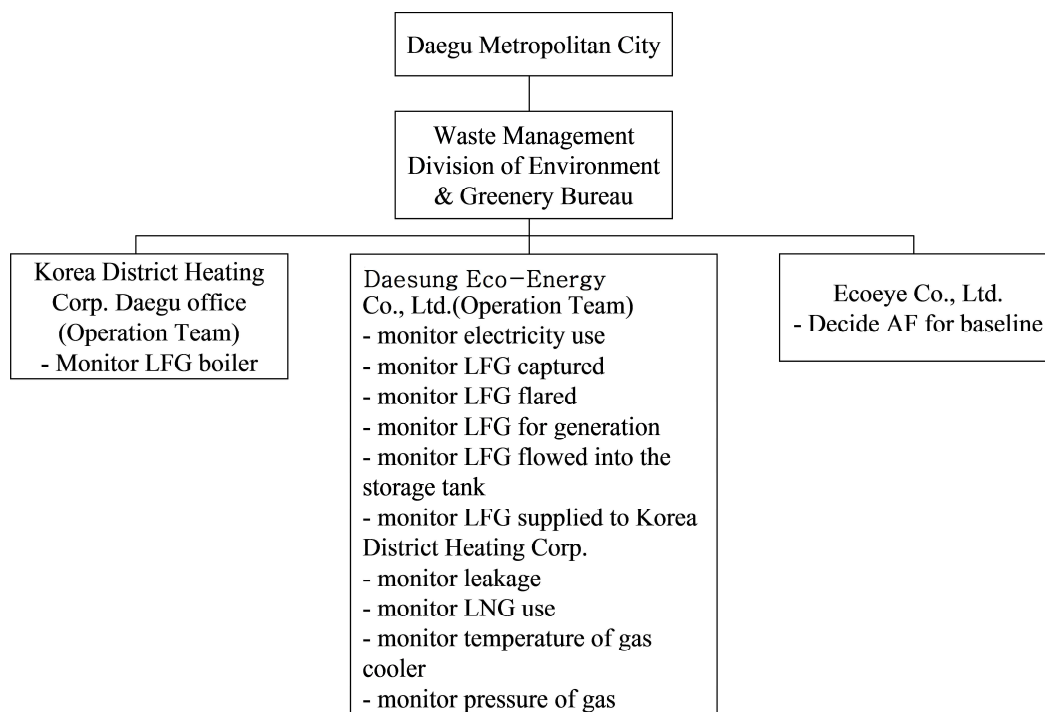 Daegu Metropolitan City
Waste Management
Division of Environment
& Greenery Bureau
Korea District Heating
Corp. Daegu office
(Operation Team)
- Monitor LFG boiler
Daesung Eco-Energy
Co., Ltd.(Operation Team)
- monitor electricity use
- monitor LFG captured
- monitor LFG flared
- monitor LFG for generation
- monitor LFG flowed into the
storage tank
- monitor LFG supplied to Korea
District Heating Corp.
- monitor leakage
- monitor LNG use
- monitor temperature of gas
cooler
- monitor pressure of gas
Ecoeye Co., Ltd.
- Decide AF for baseline